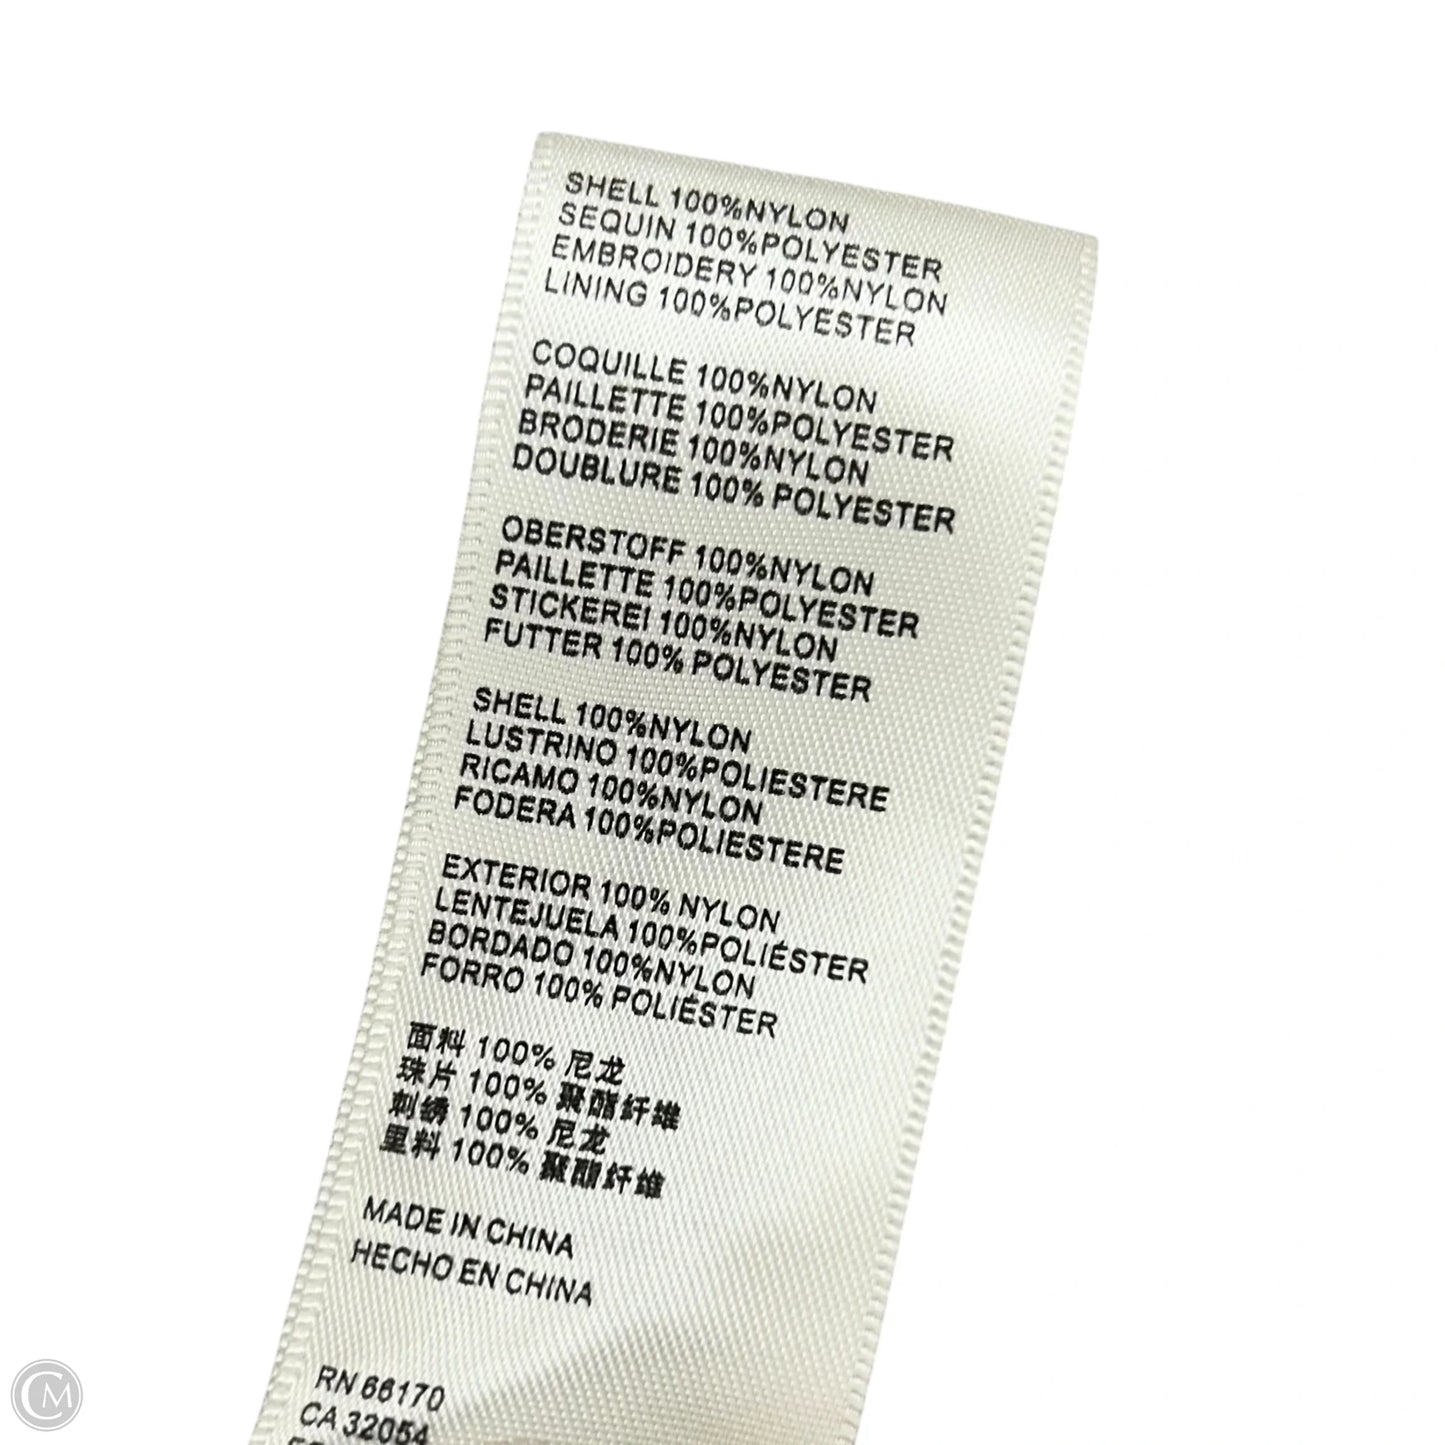 SHELL 100%NYLON
SEQUIN 100%POLYESTER
EMBROIDERY 100%NYLON
LINING 100%POLYESTER
COQUILLE 100%NYLON
PAILLETTE 100%POLYESTER
BRODERIE 100%NYLON
DOUBLURE 100% POLYESTER
OBERSTOFF 100%NYLON
PAILLETTE 100%POLYESTER
STICKEREI 100%NYLON
FUTTER 100% POLYESTER
SHELL 100%NYLON
LUSTRINO 100%POLIESTERE
RICAMO 100%NYLON
FODERA 100%POLIESTERE
EXTERIOR 100% NYLON
LENTEJUELA 100%POLIÉSTER
BORDADO 100%NYLON
FORRO 100% POLIÉSTER
面料 100% 尼龙
珠片 100% 聚酯纤维
刺绣 100% 尼龙
里料 100% 聚酯纤维
MADE IN CHINA
HECHO EN CHINA
RN 66170
CA 32054
CM